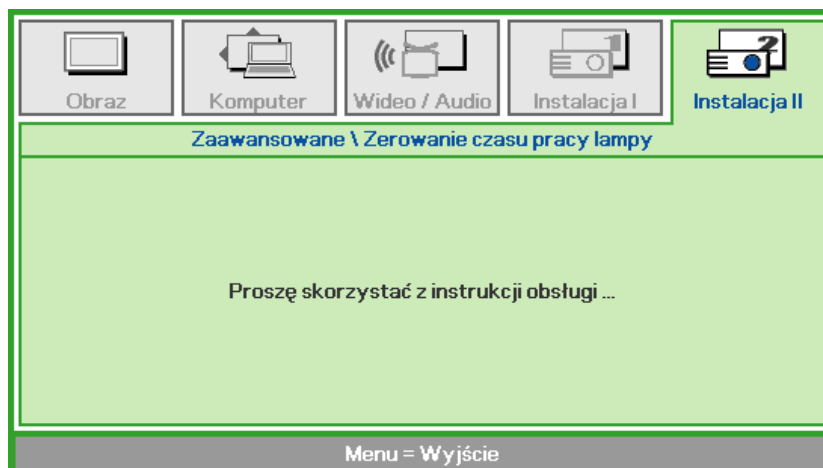 Obraz
Komputer
Wideo / Audio
Instalacja I
Instalacja II
Zaawansowane \ Zerowanie czasu pracy lampy
Proszę skorzystać z instrukcji obsługi ...
Menu = Wyjście